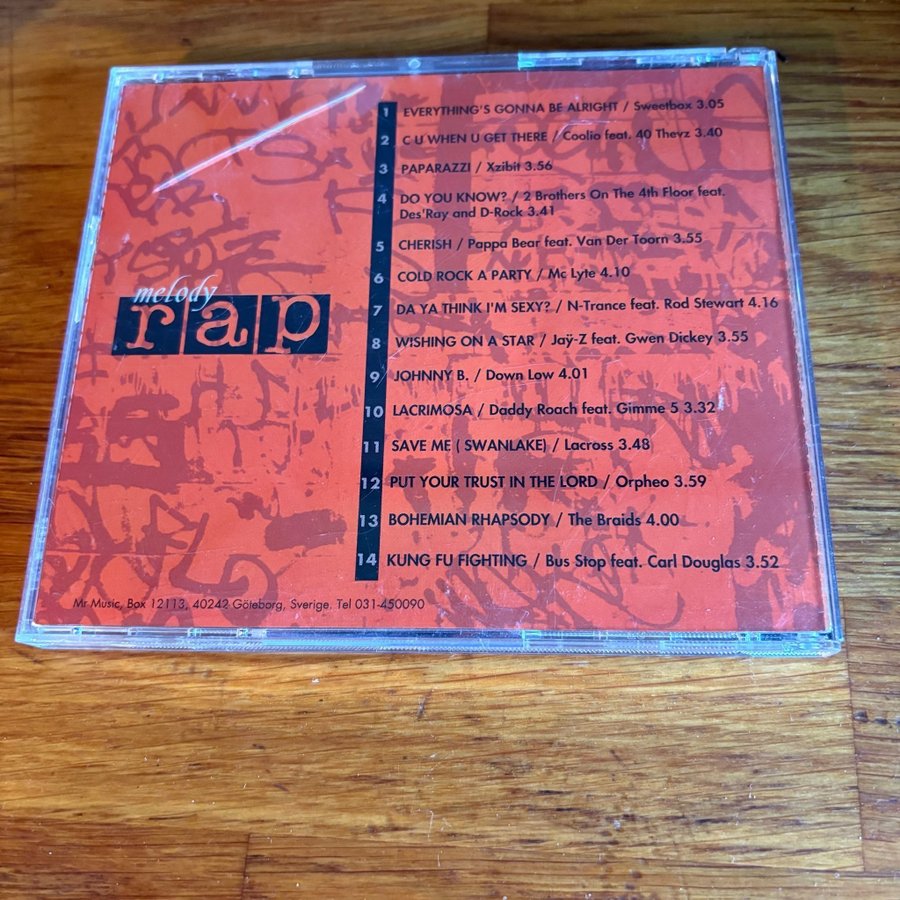 melody
rap
1 EVERYTHING'S GONNA BE ALRIGHT / Sweetbox 3.05
2 C U WHEN U GET THERE / Coolio feat. 40 Thevz 3.40
3 PAPARAZZI / Xzibit 3.56
4 DO YOU KNOW? / 2 Brothers On The 4th Floor feat.
Des'Ray and D-Rock 3.41
5 CHERISH / Pappa Bear feat. Van Der Toorn 3.55
6 COLD ROCK A PARTY / Mc Lyte 4.10
7 DA YA THINK I'M SEXY? / N-Trance feat. Rod Stewart 4.16
8 WISHING ON A STAR / Jaÿ-Z feat. Gwen Dickey 3.55
9 JOHNNY B. / Down Low 4.01
10 LACRIMOSA / Daddy Roach feat. Gimme 5 3.32
11 SAVE ME ( SWANLAKE) / Lacross 3.48
12 PUT YOUR TRUST IN THE LORD / Orpheo 3.59
13 BOHEMIAN RHAPSODY / The Braids 4.00
14 KUNG FU FIGHTING / Bus Stop feat. Carl Douglas 3.52
Mr Music, Box 12113, 40242 Göteborg, Sverige. Tel 031-450090